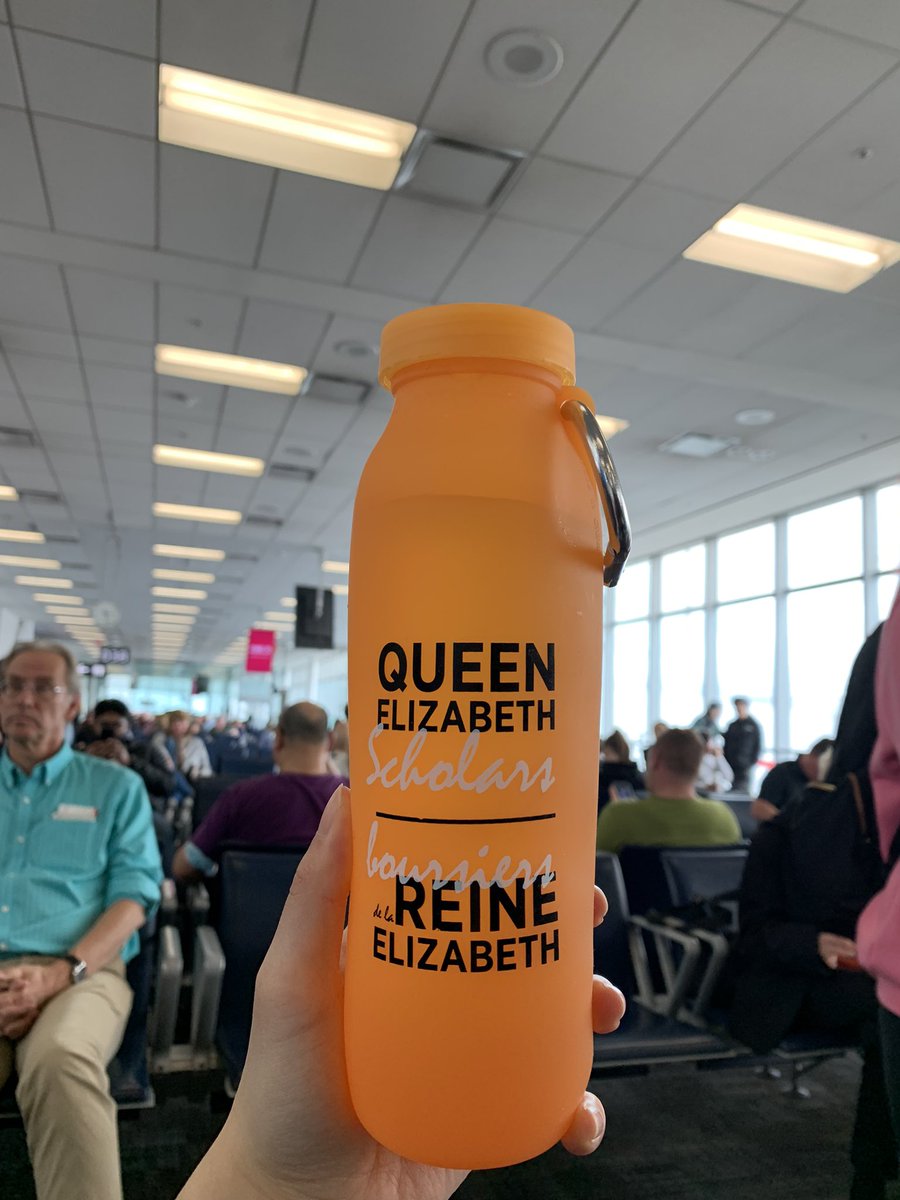 QUEEN
ELIZABETH
Scholars
boursiers
de la REINE
ELIZABETH